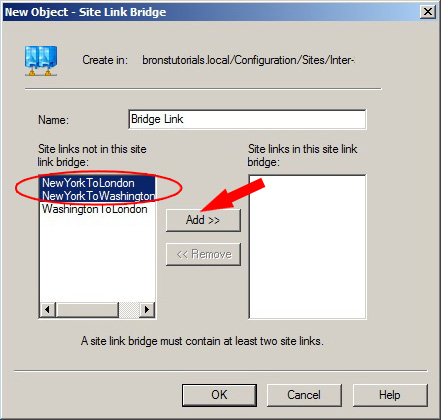 New Object - Site Link Bridge
Create in: bronstutorials.local/Configuration/Sites/Inter-
Name: Bridge Link
Site links not in this site link bridge:
Site links in this site link bridge:
NewYorkToLondon
NewYorkToWashington
WashingtonToLondon
Add >>
<< Remove
A site link bridge must contain at least two site links.
OK Cancel Help